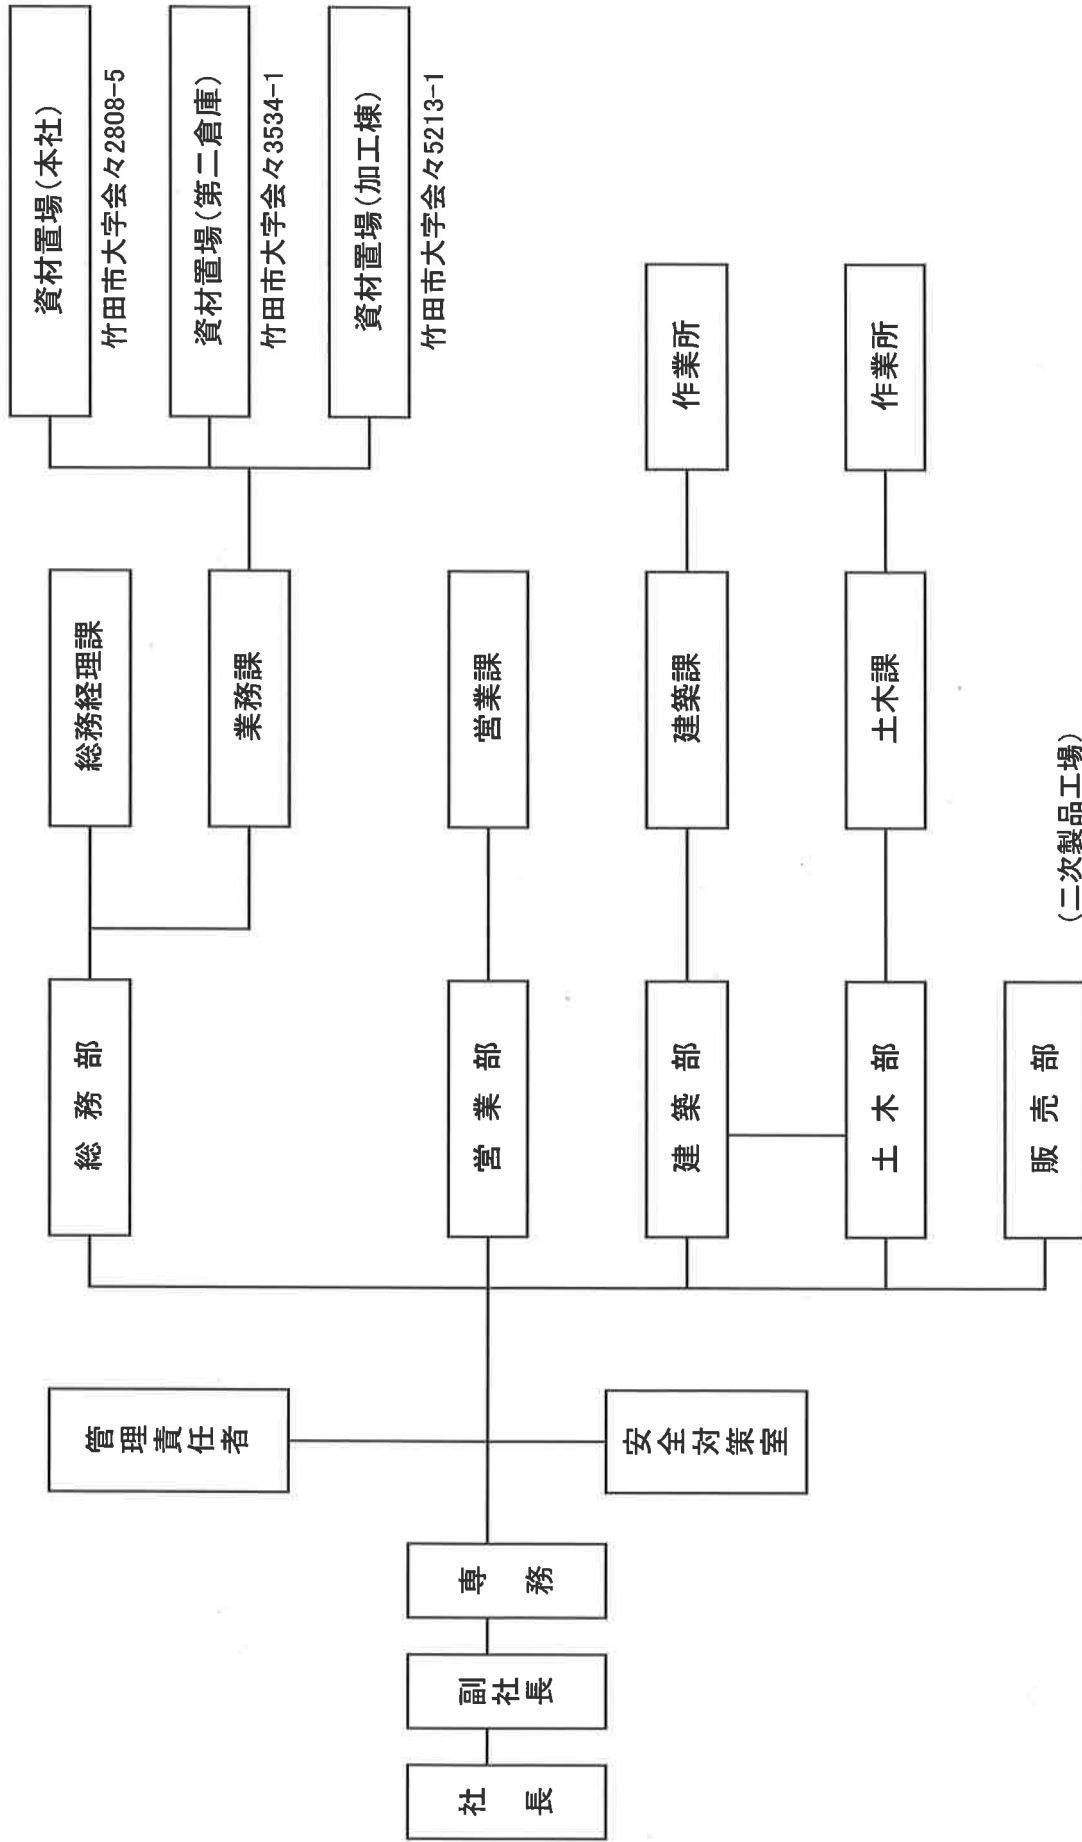 社長
副社長
専務
管理責任者
安全対策室
総務部
総務経理課
業務課
資材置場(本社)
竹田市大字会々2808-5
資材置場(第二倉庫)
竹田市大字会々3534-1
資材置場(加工棟)
竹田市大字会々5213-1
営業部
営業課
建築部
建築課
作業所
土木部
土木課
作業所
販売部
(二次製品工場)